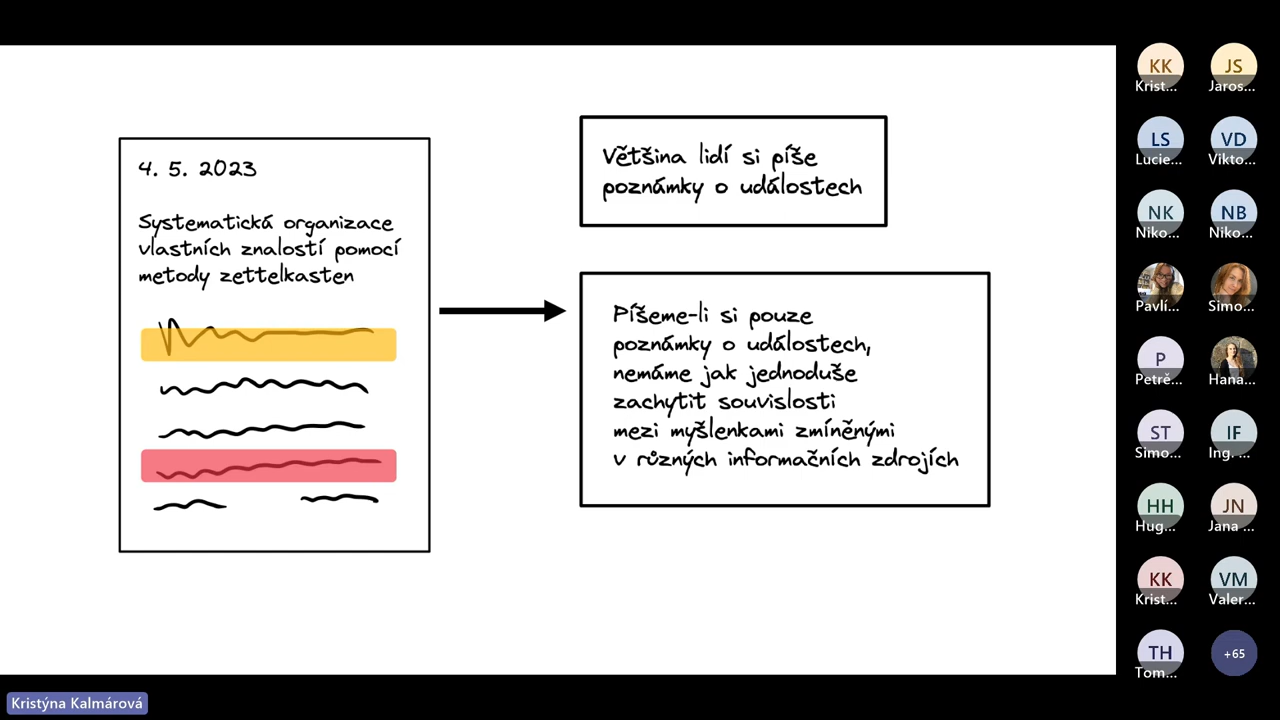 4. 5. 2023
Systematická organizace
vlastních znalostí pomocí
metody zettelkasten
Většina lidí si píše
poznámky o událostech
Píšeme-li si pouze
poznámky o událostech,
nemáme jak jednoduše
zachytit souvislosti
mezi myšlenkami zmíněnými
v různých informačních zdrojích
KK
Krist...
JS
Jaros...
LS
Lucie...
VD
Vikto...
NK
Niko...
NB
Niko...
Pavlí...
Simo...
P
Petrě...
Hana...
ST
Simo...
IF
Ing. ...
HH
Hug...
JN
Jana ...
KK
Krist...
VM
Valer...
TH
Tom...
+65
Kristýna Kalmárová